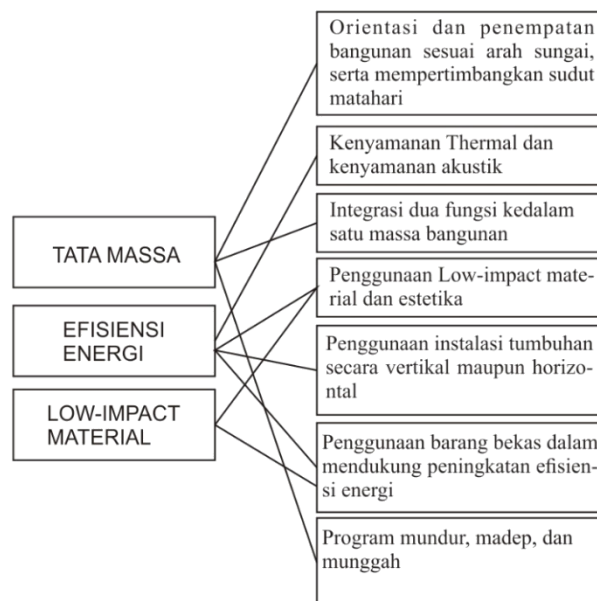 TATA MASSA
EFISIENSI
ENERGI
LOW-IMPACT
MATERIAL
Orientasi dan penempatan
bangunan sesuai arah sungai,
serta mempertimbangkan sudut
matahari
Kenyamanan Thermal dan
kenyamanan akustik
Integrasi dua fungsi kedalam
satu massa bangunan
Penggunaan Low-impact mate-
rial dan estetika
Penggunaan instalasi tumbuhan
secara vertikal maupun horizo-
ntal
Penggunaan barang bekas dalam
mendukung peningkatan efisien-
si energi
Program mundur, madep, dan
munggah